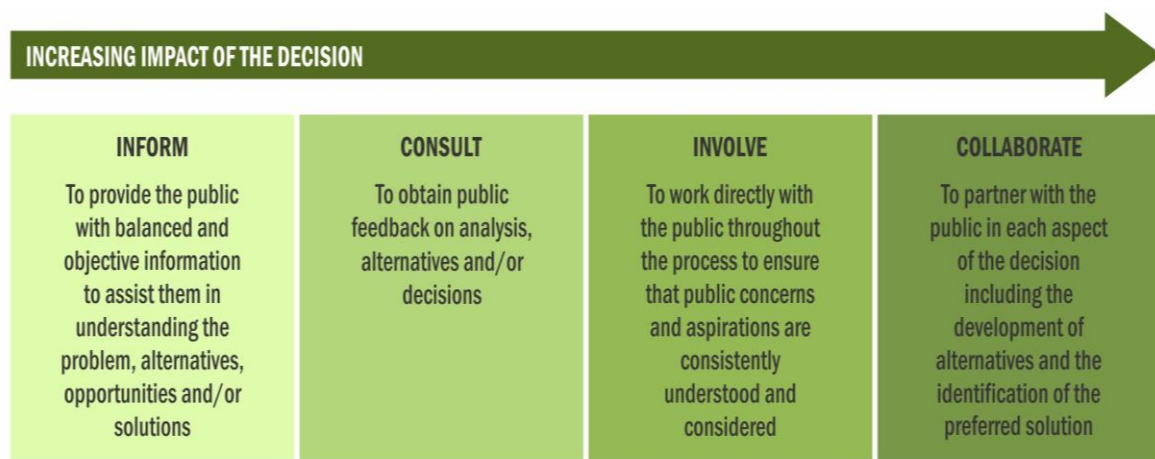 INCREASING IMPACT OF THE DECISION
INFORM
To provide the public
with balanced and
objective information
to assist them in
understanding the
problem, alternatives,
opportunities and/or
solutions
CONSULT
To obtain public
feedback on analysis,
alternatives and/or
decisions
INVOLVE
To work directly with
the public throughout
the process to ensure
that public concerns
and aspirations are
consistently
understood and
considered
COLLABORATE
To partner with the
public in each aspect
of the decision
including the
development of
alternatives and the
identification of the
preferred solution